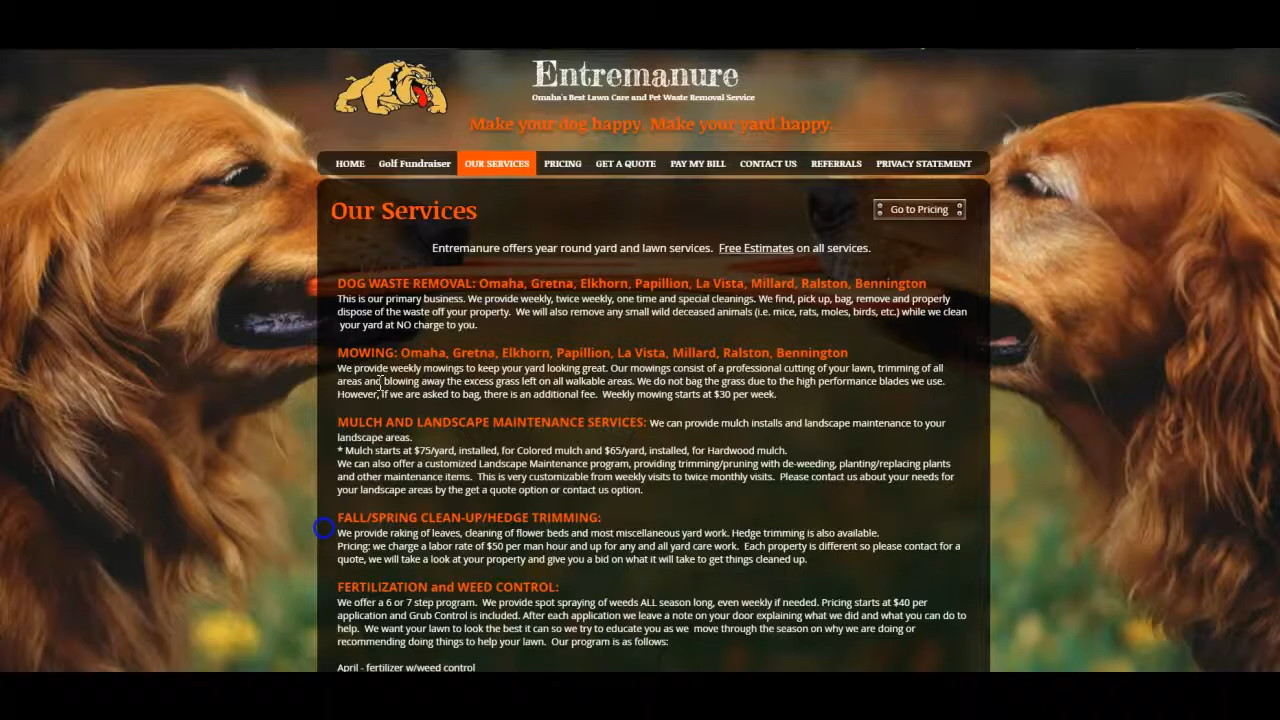 Entremanure
Omaha's Best Lawn Care and Pet Waste Removal Service
Make your dog happy. Make your yard happy.
HOME Golf Fundraiser OUR SERVICES PRICING GET A QUOTE PAY MY BILL CONTACT US REFERRALS PRIVACY STATEMENT
Our Services
Go to Pricing
Entremanure offers year round yard and lawn services. Free Estimates on all services.
DOG WASTE REMOVAL: Omaha, Gretna, Elkhorn, Papillion, La Vista, Millard, Ralston, Bennington
This is our primary business. We provide weekly, twice weekly, one time and special cleanings. We find, pick up, bag, remove and properly
dispose of the waste off your property. We will also remove any small wild deceased animals (i.e. mice, rats, moles, birds, etc.) while we clean
your yard at NO charge to you.
MOWING: Omaha, Gretna, Elkhorn, Papillion, La Vista, Millard, Ralston, Bennington
We provide weekly mowings to keep your yard looking great. Our mowings consist of a professional cutting of your lawn, trimming of all
areas and blowing away the excess grass left on all walkable areas. We do not bag the grass due to the high performance blades we use.
However, if we are asked to bag, there is an additional fee. Weekly mowing starts at $30 per week.
MULCH AND LANDSCAPE MAINTENANCE SERVICES: We can provide mulch installs and landscape maintenance to your
landscape areas.
* Mulch starts at $75/yard, installed, for Colored mulch and $65/yard, installed, for Hardwood mulch.
We can also offer a customized Landscape Maintenance program, providing trimming/pruning with de-weeding, planting/replacing plants
and other maintenance items. This is very customizable from weekly visits to twice monthly visits. Please contact us about your needs for
your landscape areas by the get a quote option or contact us option.
FALL/SPRING CLEAN-UP/HEDGE TRIMMING:
We provide raking of leaves, cleaning of flower beds and most miscellaneous yard work. Hedge trimming is also available.
Pricing: we charge a labor rate of $50 per man hour and up for any and all yard care work. Each property is different so please contact for a
quote, we will take a look at your property and give you a bid on what it will take to get things cleaned up.
FERTILIZATION and WEED CONTROL:
We offer a 6 or 7 step program. We provide spot spraying of weeds ALL season long, even weekly if needed. Pricing starts at $40 per
application and Grub Control is included. After each application we leave a note on your door explaining what we did and what you can do to
help. We want your lawn to look the best it can so we try to educate you as we move through the season on why we are doing or
recommending doing things to help your lawn. Our program is as follows:
April - fertilizer w/weed control